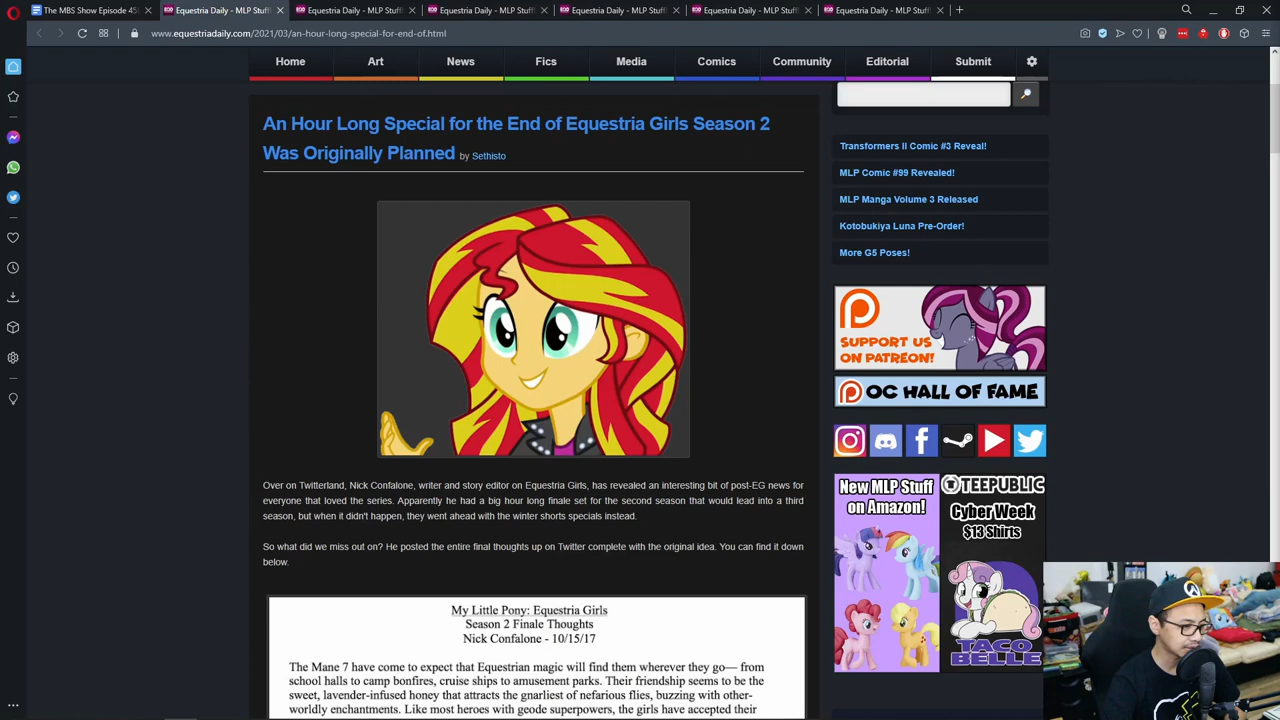 The MBS Show Episode 45
Equestria Daily - MLP Stuff
Equestria Daily - MLP Stuff
Equestria Daily - MLP Stuff
Equestria Daily - MLP Stuff
Equestria Daily - MLP Stuff
Equestria Daily - MLP Stuff
www.equestriadaily.com/2021/03/an-hour-long-special-for-end-of.html
Home Art News Fics Media Comics Community Editorial Submit
An Hour Long Special for the End of Equestria Girls Season 2
Was Originally Planned by Sethisto
Over on Twitterland, Nick Confalone, writer and story editor on Equestria Girls, has revealed an interesting bit of post-EG news for
everyone that loved the series. Apparently he had a big hour long finale set for the second season that would lead into a third
season, but when it didn't happen, they went ahead with the winter shorts specials instead.
So what did we miss out on? He posted the entire final thoughts up on Twitter complete with the original idea. You can find it down
below.
My Little Pony: Equestria Girls
Season 2 Finale Thoughts
Nick Confalone - 10/15/17
The Mane 7 have come to expect that Equestrian magic will find them wherever they go— from
school halls to camp bonfires, cruise ships to amusement parks. Their friendship seems to be the
sweet, lavender-infused honey that attracts the gnarliest of nefarious flies, buzzing with other-
worldly enchantments. Like most heroes with geode superpowers, the girls have accepted their
Transformers II Comic #3 Reveal!
MLP Comic #99 Revealed!
MLP Manga Volume 3 Released
Kotobukiya Luna Pre-Order!
More G5 Poses!
SUPPORT US
ON PATREON!
OC HALL OF FAME
New MLP Stuff
on Amazon!
TEEPUBLIC
Cyber Week
$13 Shirts
TACO
BELLE